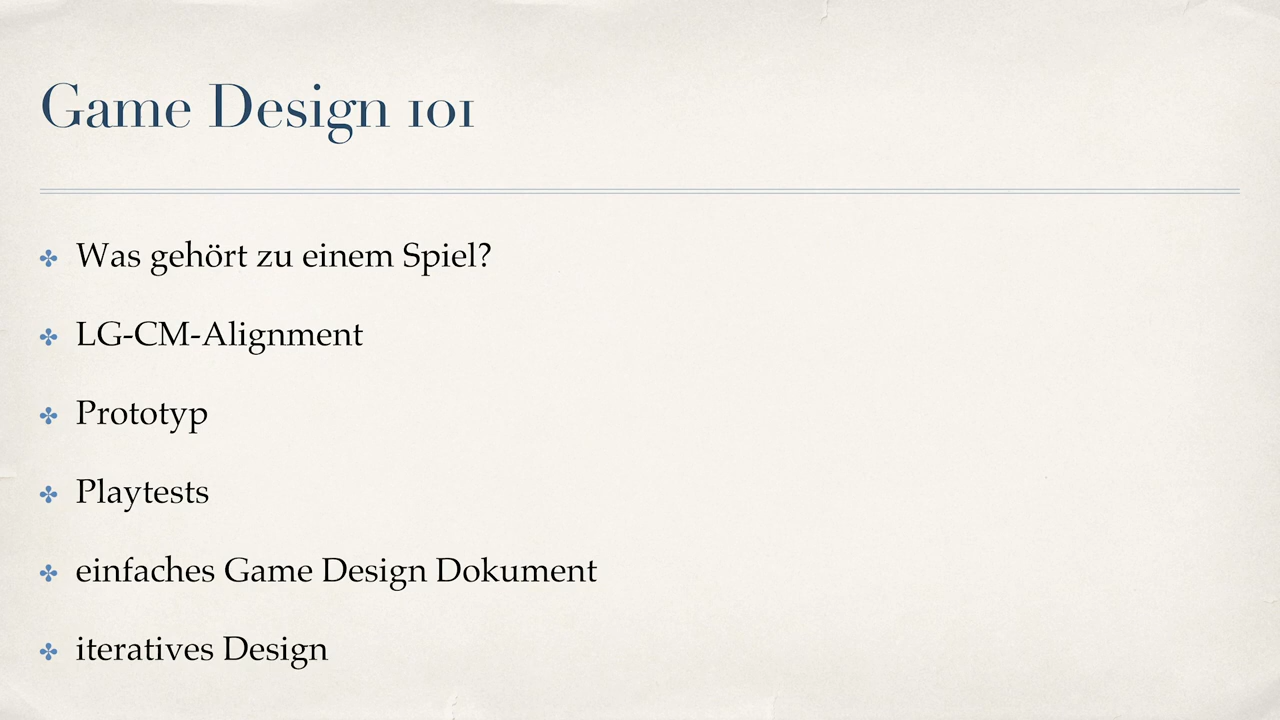 Game Design 101
Was gehört zu einem Spiel?
LG-CM-Alignment
Prototyp
Playtests
einfaches Game Design Dokument
iteratives Design